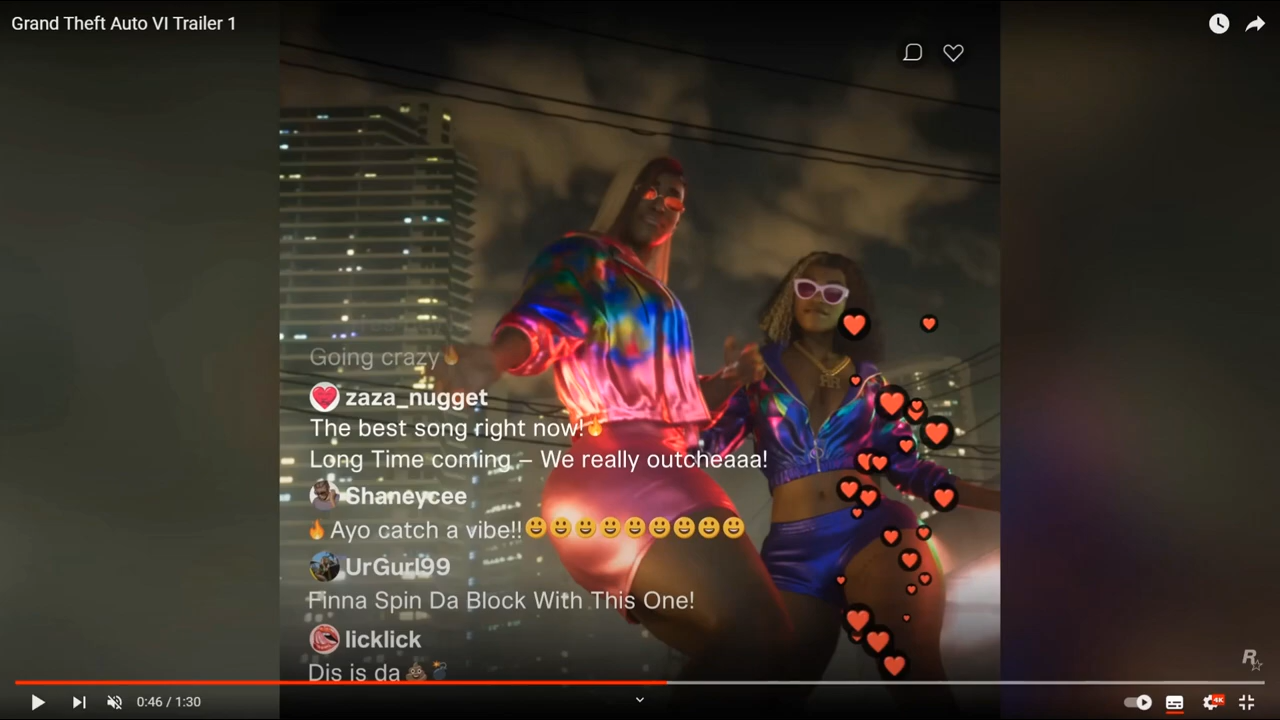 Grand Theft Auto VI Trailer 1
Going crazy🔥
zaza_nugget
The best song right now!🔥
Long Time coming – We really outcheaaa!
Shaneycee
🔥Ayo catch a vibe!!😃😃😃😃😃😃😃😃😃
UrGurl99
Finna Spin Da Block With This One!
licklick
Dis is da💩💣
R
0:46 / 1:30
4K